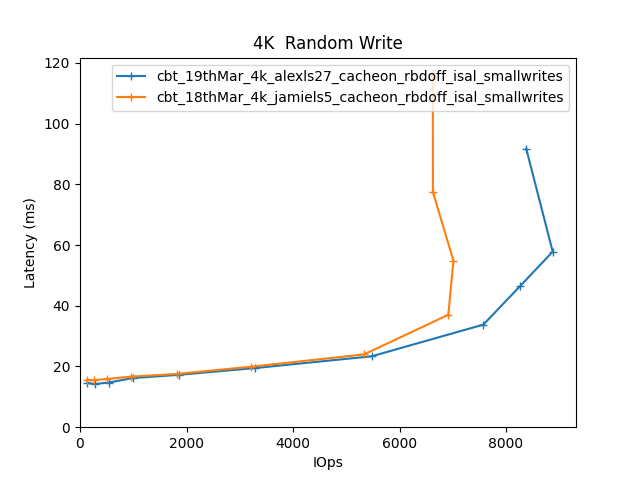 4K  Random Write
cbt_19thMar_4k_alexls27_cacheon_rbdoff_isal_smallwrites
cbt_18thMar_4k_jamiels5_cacheon_rbdoff_isal_smallwrites
120
100
80
60
40
20
0
Latency (ms)
0 2000 4000 6000 8000
IOps